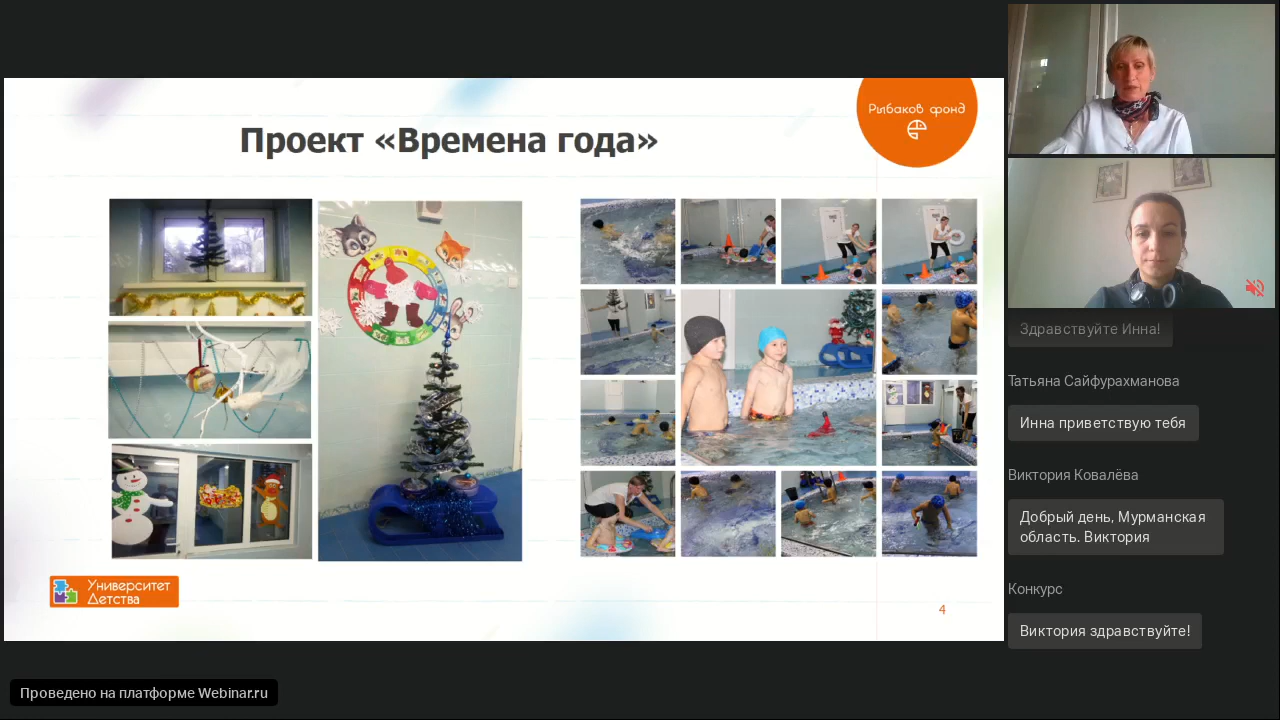 Проект «Времена года»
Рыбаков фонд
Университет
Детства
4
Здравствуйте Инна!
Татьяна Сайфурахманова
Инна приветствую тебя
Виктория Ковалёва
Добрый день, Мурманская
область. Виктория
Конкурс
Виктория здравствуйте!
Проведено на платформе Webinar.ru